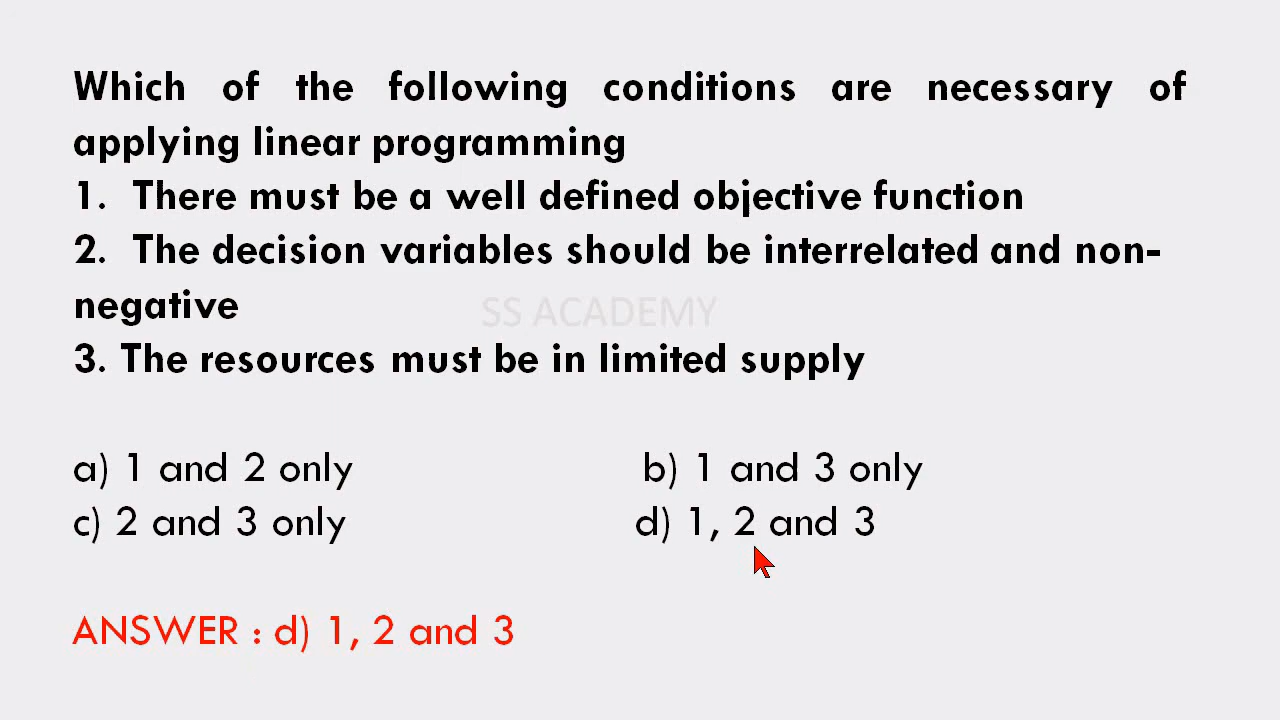 Which of the following conditions are necessary of
applying linear programming
1. There must be a well defined objective function
2. The decision variables should be interrelated and non-
negative
SS ACADEMY
3. The resources must be in limited supply
a) 1 and 2 only b) 1 and 3 only
c) 2 and 3 only d) 1, 2 and 3
ANSWER : d) 1, 2 and 3